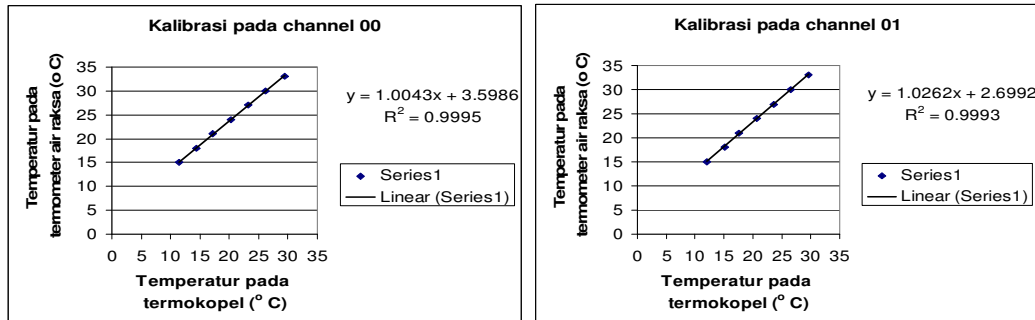 Kalibrasi pada channel 00
Temperatur pada
termometer air raksa (o C)
35
30
25
20
15
10
5
0
0 5 10 15 20 25 30 35
Temperatur pada
termokopel (° C)
y = 1.0043x + 3.5986
R² = 0.9995
Series1
Linear (Series1)
Kalibrasi pada channel 01
Temperatur pada
termometer air raksa (o C)
35
30
25
20
15
10
5
0
0 5 10 15 20 25 30 35
Temperatur pada
termokopel (° C)
y = 1.0262x + 2.6992
R² = 0.9993
Series1
Linear (Series1)